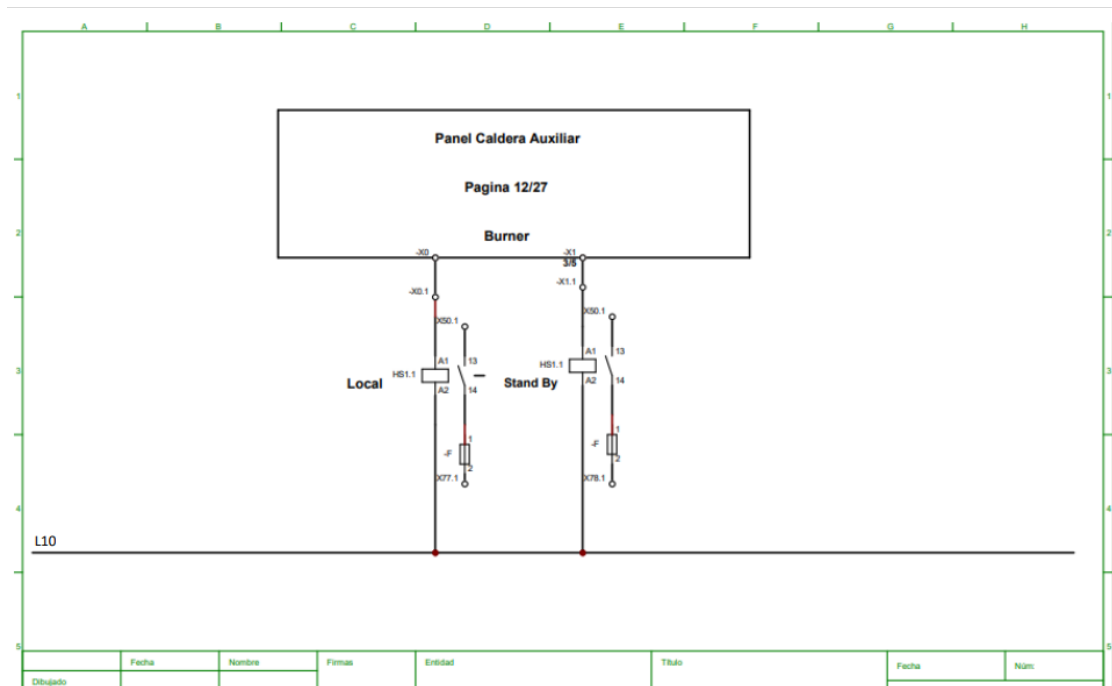 A B C D E F G H
1 1
Panel Caldera Auxiliar
Pagina 12/27
2 2
Burner
-X0 -X1
3/5
-X0.1 -X1.1
X50.1 X50.1
A1 13 A1 13
3 HS1.1 HS1.1 3
Local Stand By
A2 14 A2 14
1 1
-F -F
2 2
X77.1 X78.1
4 4
L10
5 5
Fecha Nombre Firmas Entidad Título Fecha Núm:
Dibujado